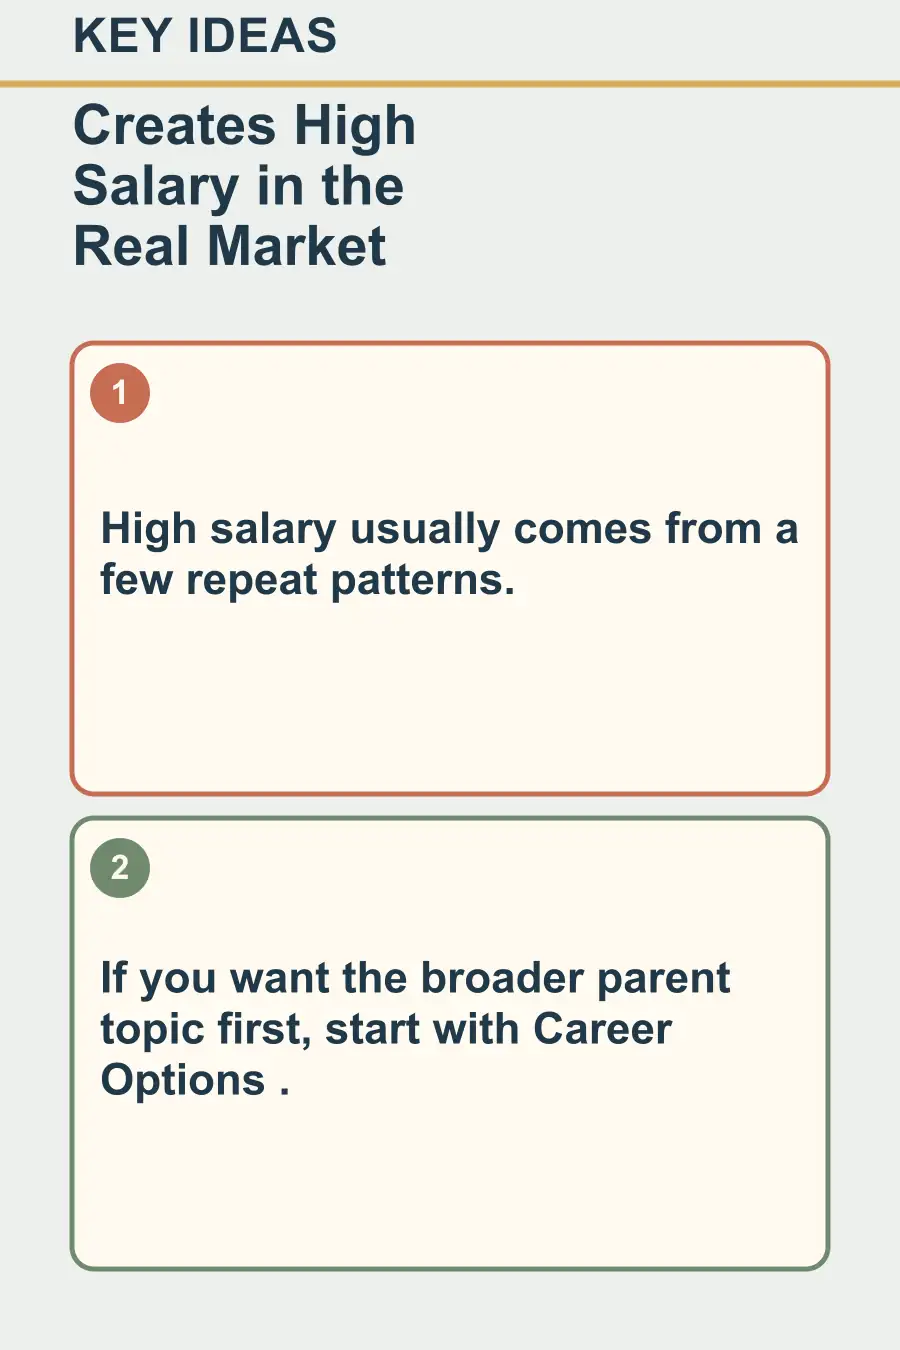 KEY IDEAS
Creates High
Salary in the
Real Market
1
High salary usually comes from a
few repeat patterns.
2
If you want the broader parent
topic first, start with Career
Options .